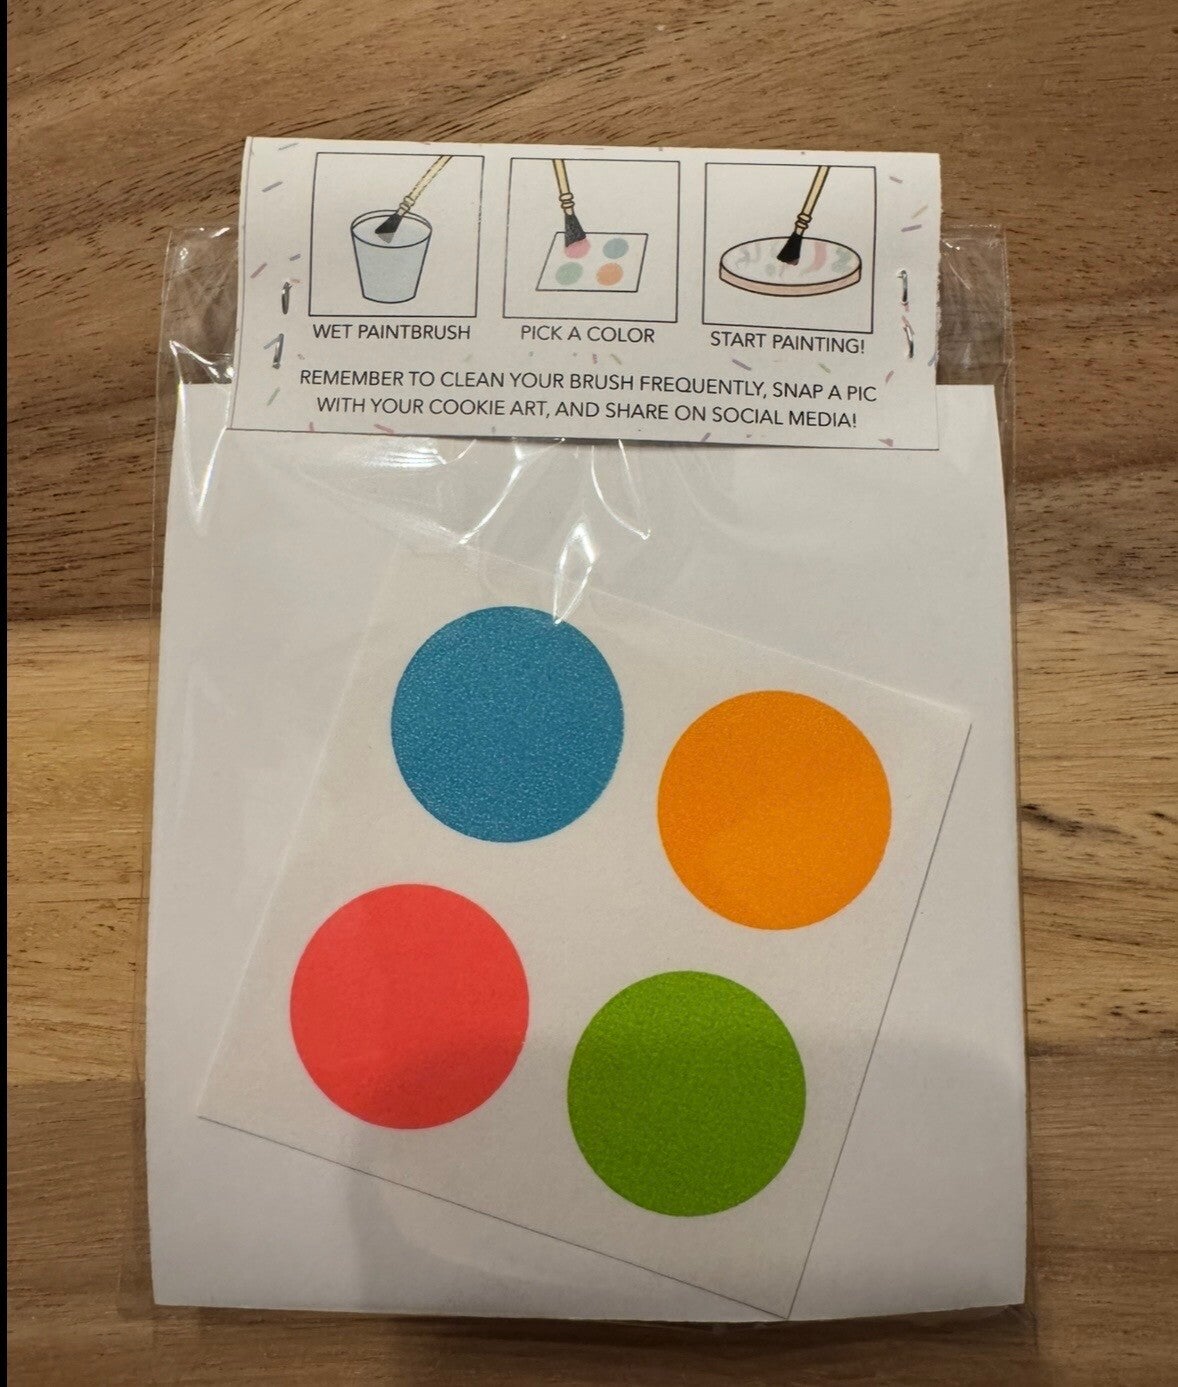 WET PAINTBRUSH
PICK A COLOR
START PAINTING!
REMEMBER TO CLEAN YOUR BRUSH FREQUENTLY, SNAP A PIC
WITH YOUR COOKIE ART, AND SHARE ON SOCIAL MEDIA!